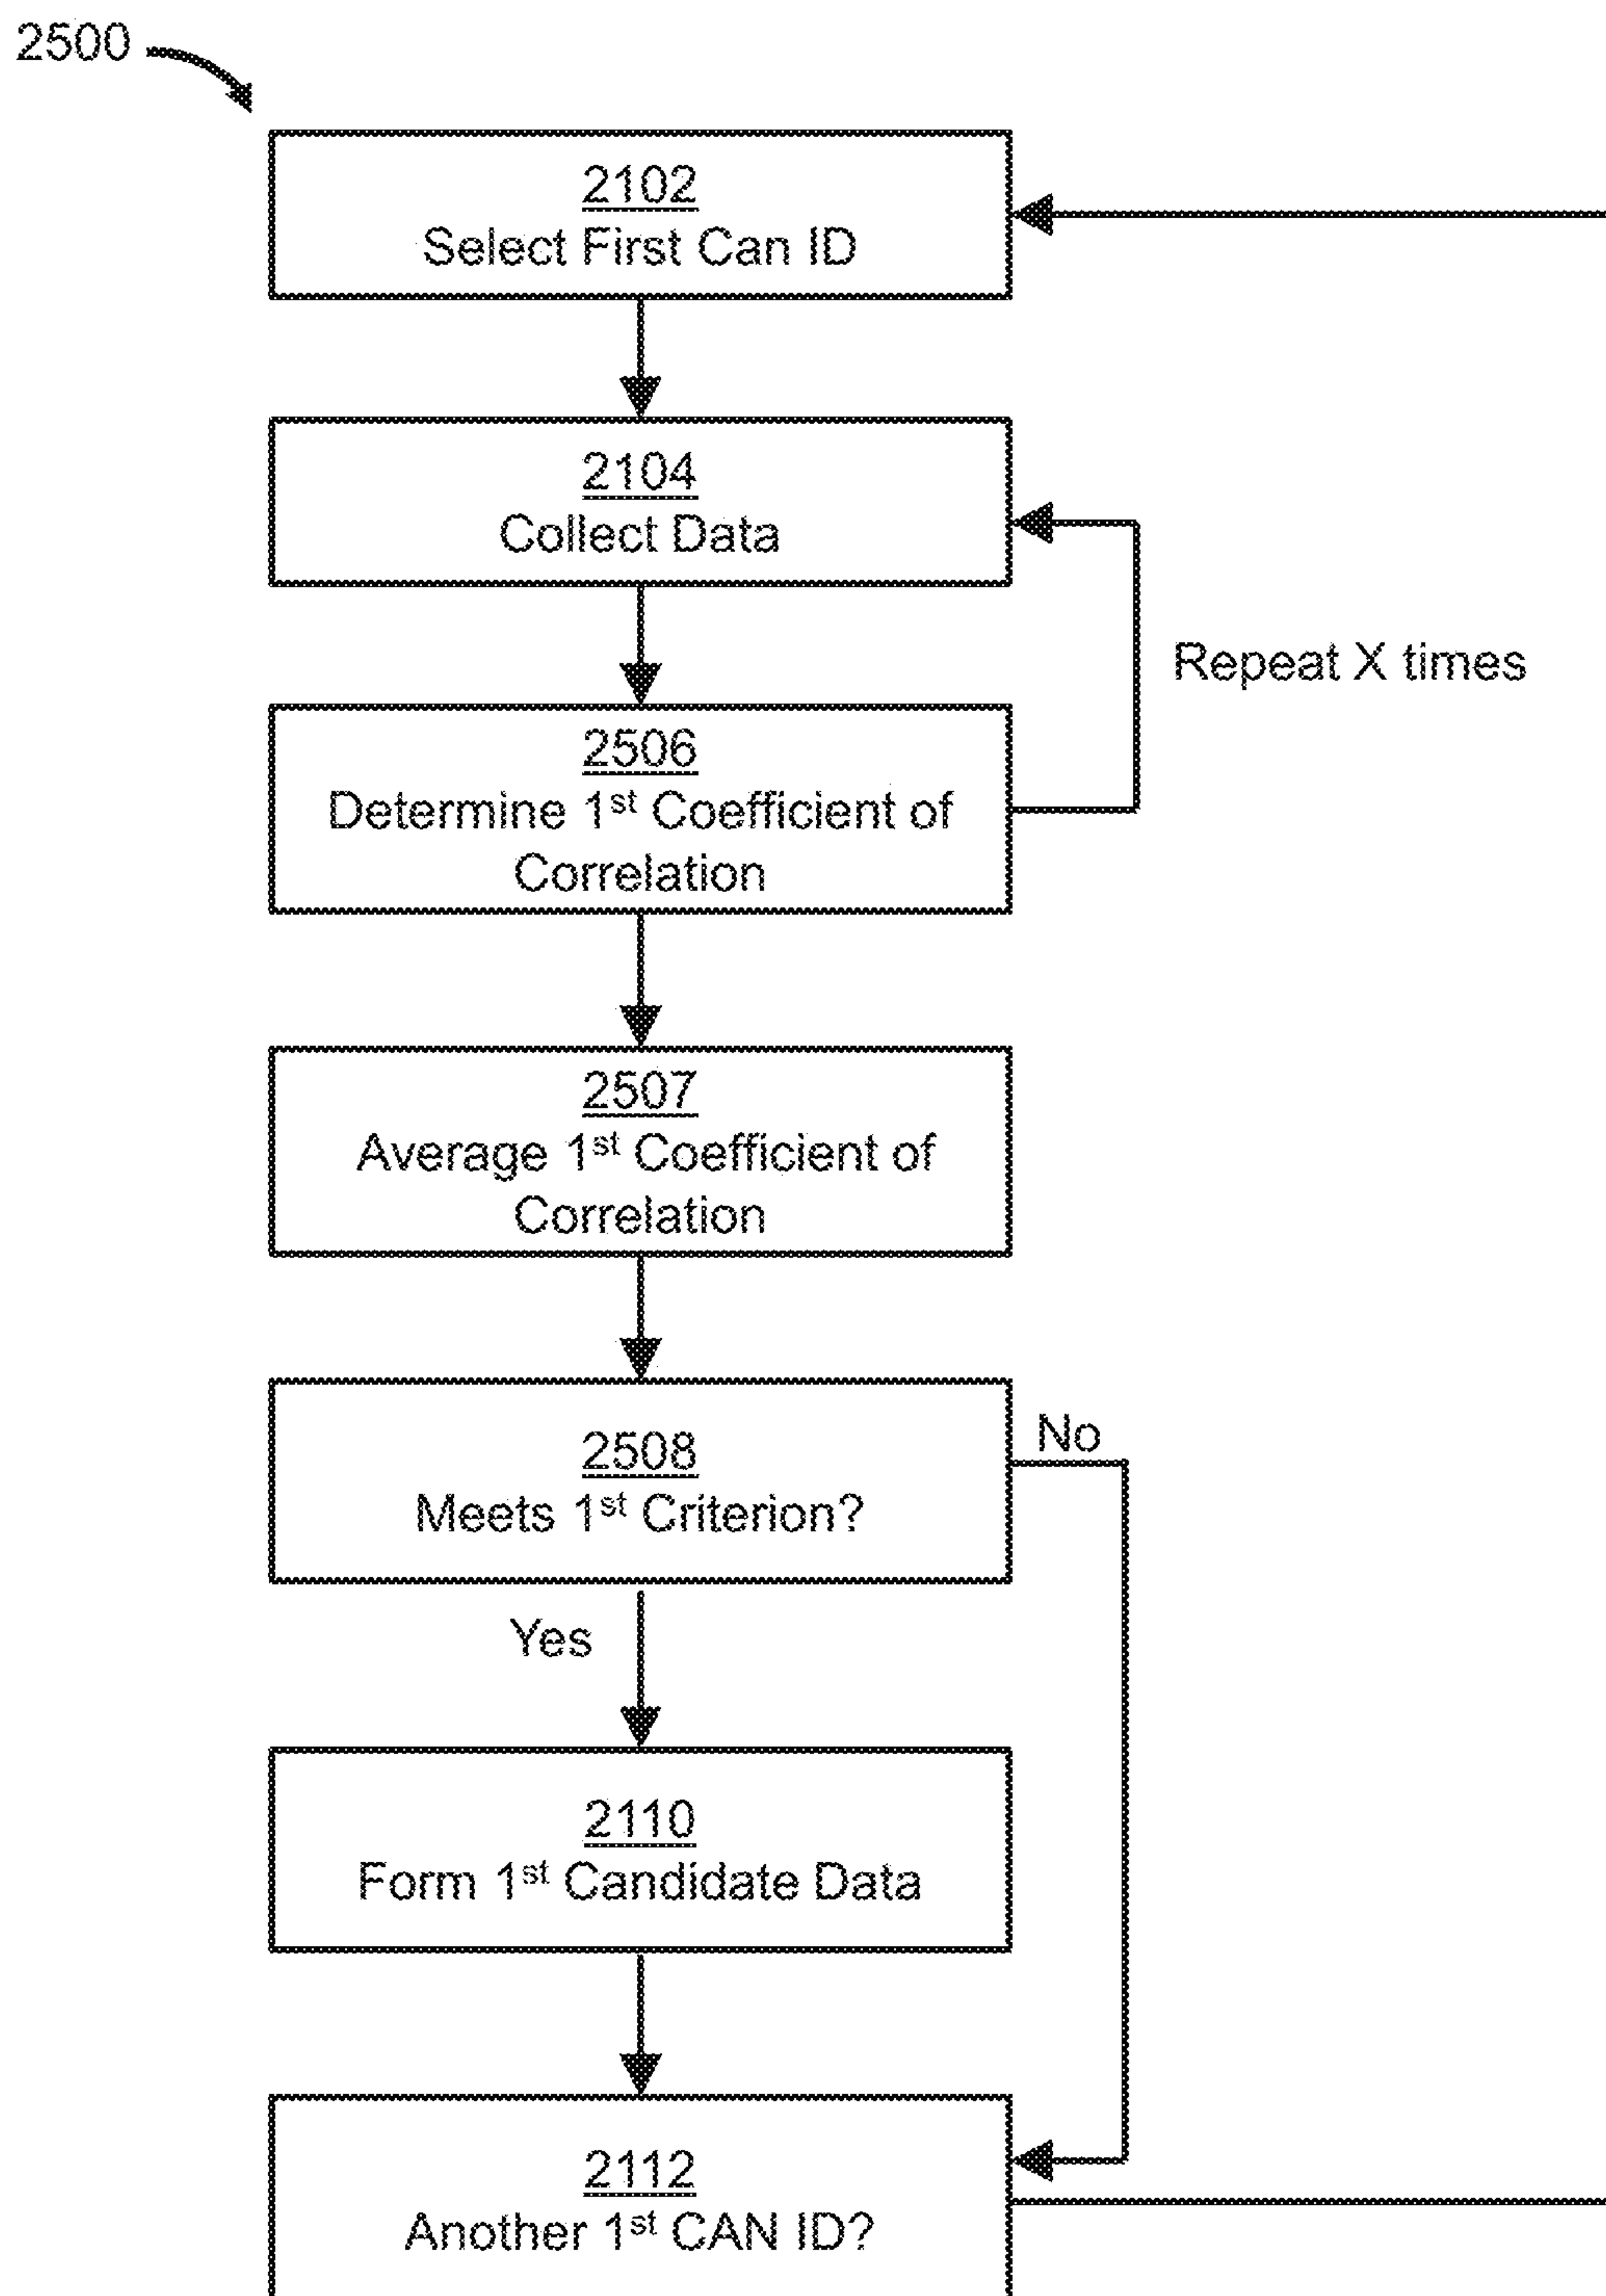 2500
2102
Select First Can ID
2104
Collect Data
Repeat X times
2506
Determine 1st Coefficient of
Correlation
2507
Average 1st Coefficient of
Correlation
2508
Meets 1st Criterion?
No
Yes
2110
Form 1st Candidate Data
2112
Another 1st CAN ID?